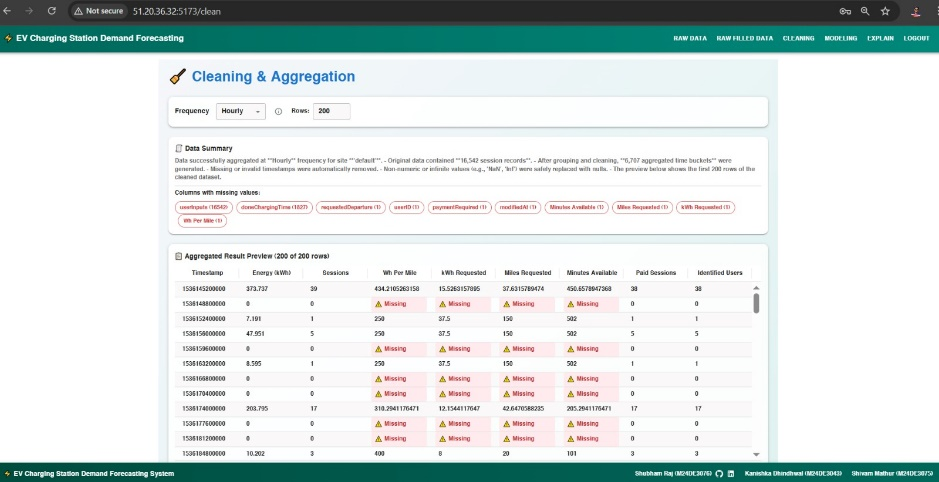 Not secure 51.20.36.32:5173/clean
EV Charging Station Demand Forecasting RAW DATA RAW FILLED DATA CLEANING MODELING EXPLAIN LOGOUT
Cleaning & Aggregation
Frequency Hourly Rows: 200
Data Summary
Data successfully aggregated at **Hourly** frequency for site **'default'**. - Original data contained **16,542 session records**. - After grouping and cleaning, **6,707 aggregated time buckets** were
generated. - Missing or invalid timestamps were automatically removed. - Non-numeric or infinite values (e.g., 'NaN', 'Inf') were safely replaced with nulls. - The preview below shows the first 200 rows of the
cleaned dataset.
Columns with missing values:
userInputs (16542) doneChargingTime (1827) requestedDeparture (1) userID (1) paymentRequired (1) modifiedAt (1) Minutes Available (1) Miles Requested (1) kWh Requested (1)
Wh Per Mile (1)
Aggregated Result Preview (200 of 200 rows)
Timestamp Energy (kWh) Sessions Wh Per Mile kWh Requested Miles Requested Minutes Available Paid Sessions Identified Users
1536145200000 373.737 39 434.2105263158 15.5263157895 37.6315789474 450.6578947368 38 38
1536148800000 0 0 Missing Missing Missing Missing 0 0
1536152400000 7.191 1 250 37.5 150 502 1 1
1536156000000 47.951 5 250 37.5 150 502 5 5
1536159600000 0 0 Missing Missing Missing Missing 0 0
1536163200000 8.595 1 250 37.5 150 502 1 1
1536166800000 0 0 Missing Missing Missing Missing 0 0
1536170400000 0 0 Missing Missing Missing Missing 0 0
1536174000000 203.795 17 310.2941176471 12.1544117647 42.6470588235 205.2941176471 17 17
1536177600000 0 0 Missing Missing Missing Missing 0 0
1536181200000 0 0 Missing Missing Missing Missing 0 0
1536184800000 10.202 3 400 8 20 101 3 3
EV Charging Station Demand Forecasting System Shubham Raj (M24DE3076) Kanishka Dhindhwal (M24DE3043) Shivam Mathur (M24DE3075)